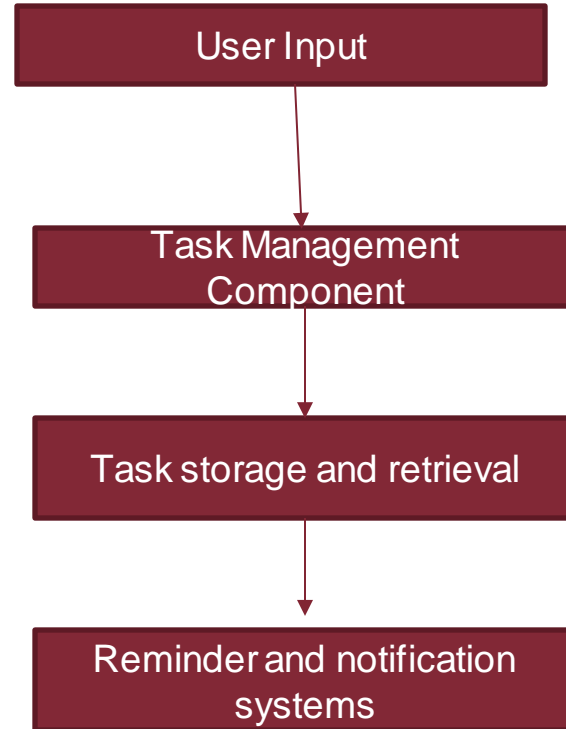 User Input
Task Management
Component
Task storage and retrieval
Reminder and notification
systems